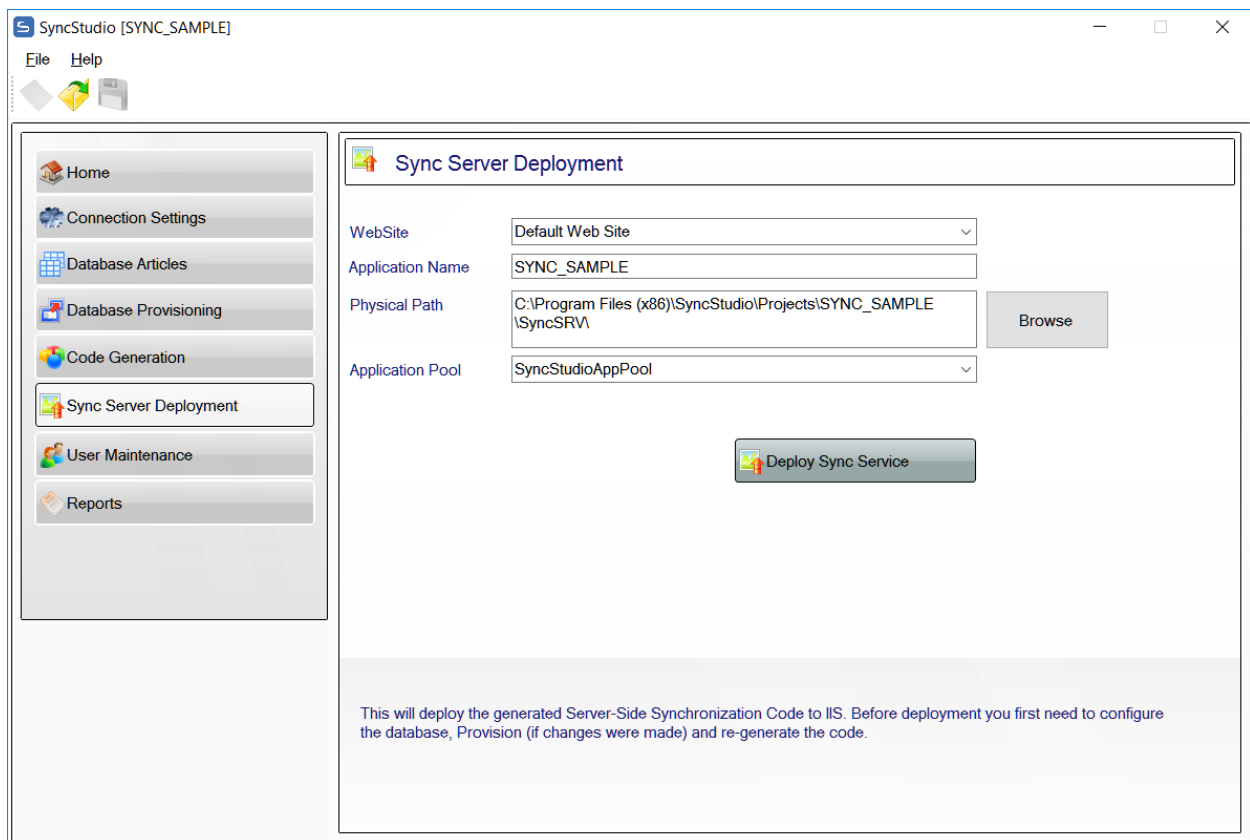 SyncStudio [SYNC_SAMPLE]
File Help
Home
Connection Settings
Database Articles
Database Provisioning
Code Generation
Sync Server Deployment
User Maintenance
Reports
Sync Server Deployment
WebSite
Default Web Site
Application Name
SYNC_SAMPLE
Physical Path
C:\Program Files (x86)\SyncStudio\Projects\SYNC_SAMPLE
\SyncSRV\
Browse
Application Pool
SyncStudioAppPool
Deploy Sync Service
This will deploy the generated Server-Side Synchronization Code to IIS. Before deployment you first need to configure
the database, Provision (if changes were made) and re-generate the code.